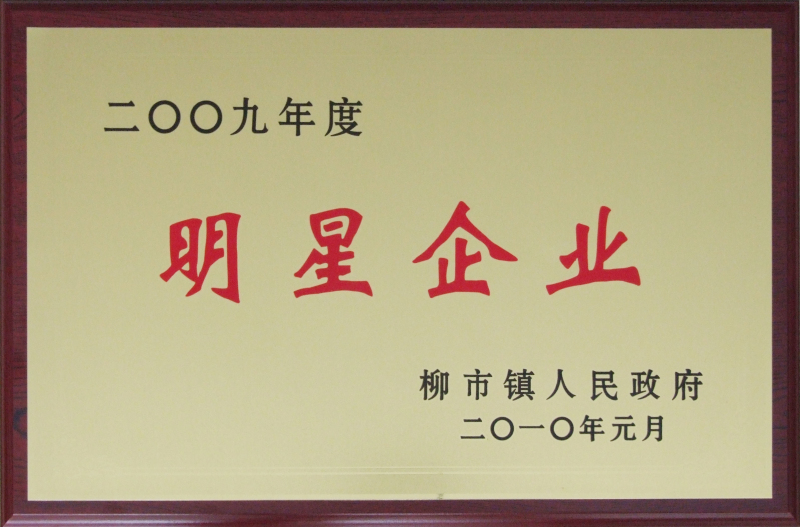 二〇〇九年度
明星企业
柳市镇人民政府
二〇一〇年元月